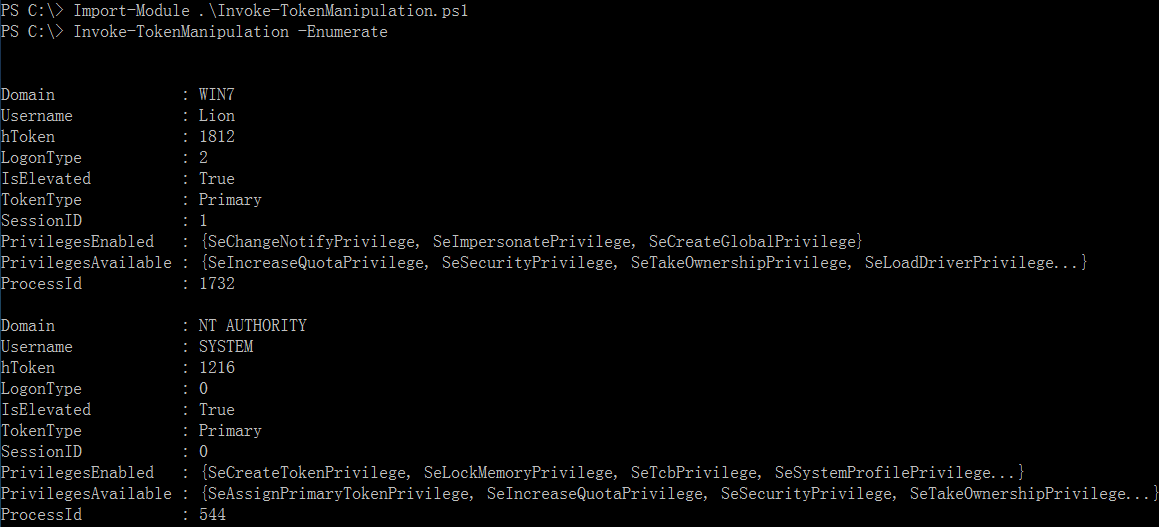 PS C:\> Import-Module .\Invoke-TokenManipulation.ps1
PS C:\> Invoke-TokenManipulation -Enumerate
Domain : WIN7
Username : Lion
hToken : 1812
LogonType : 2
IsElevated : True
TokenType : Primary
SessionID : 1
PrivilegesEnabled : {SeChangeNotifyPrivilege, SeImpersonatePrivilege, SeCreateGlobalPrivilege}
PrivilegesAvailable : {SeIncreaseQuotaPrivilege, SeSecurityPrivilege, SeTakeOwnershipPrivilege, SeLoadDriverPrivilege...}
ProcessId : 1732
Domain : NT AUTHORITY
Username : SYSTEM
hToken : 1216
LogonType : 0
IsElevated : True
TokenType : Primary
SessionID : 0
PrivilegesEnabled : {SeCreateTokenPrivilege, SeLockMemoryPrivilege, SeTcbPrivilege, SeSystemProfilePrivilege...}
PrivilegesAvailable : {SeAssignPrimaryTokenPrivilege, SeIncreaseQuotaPrivilege, SeSecurityPrivilege, SeTakeOwnershipPrivilege...}
ProcessId : 544